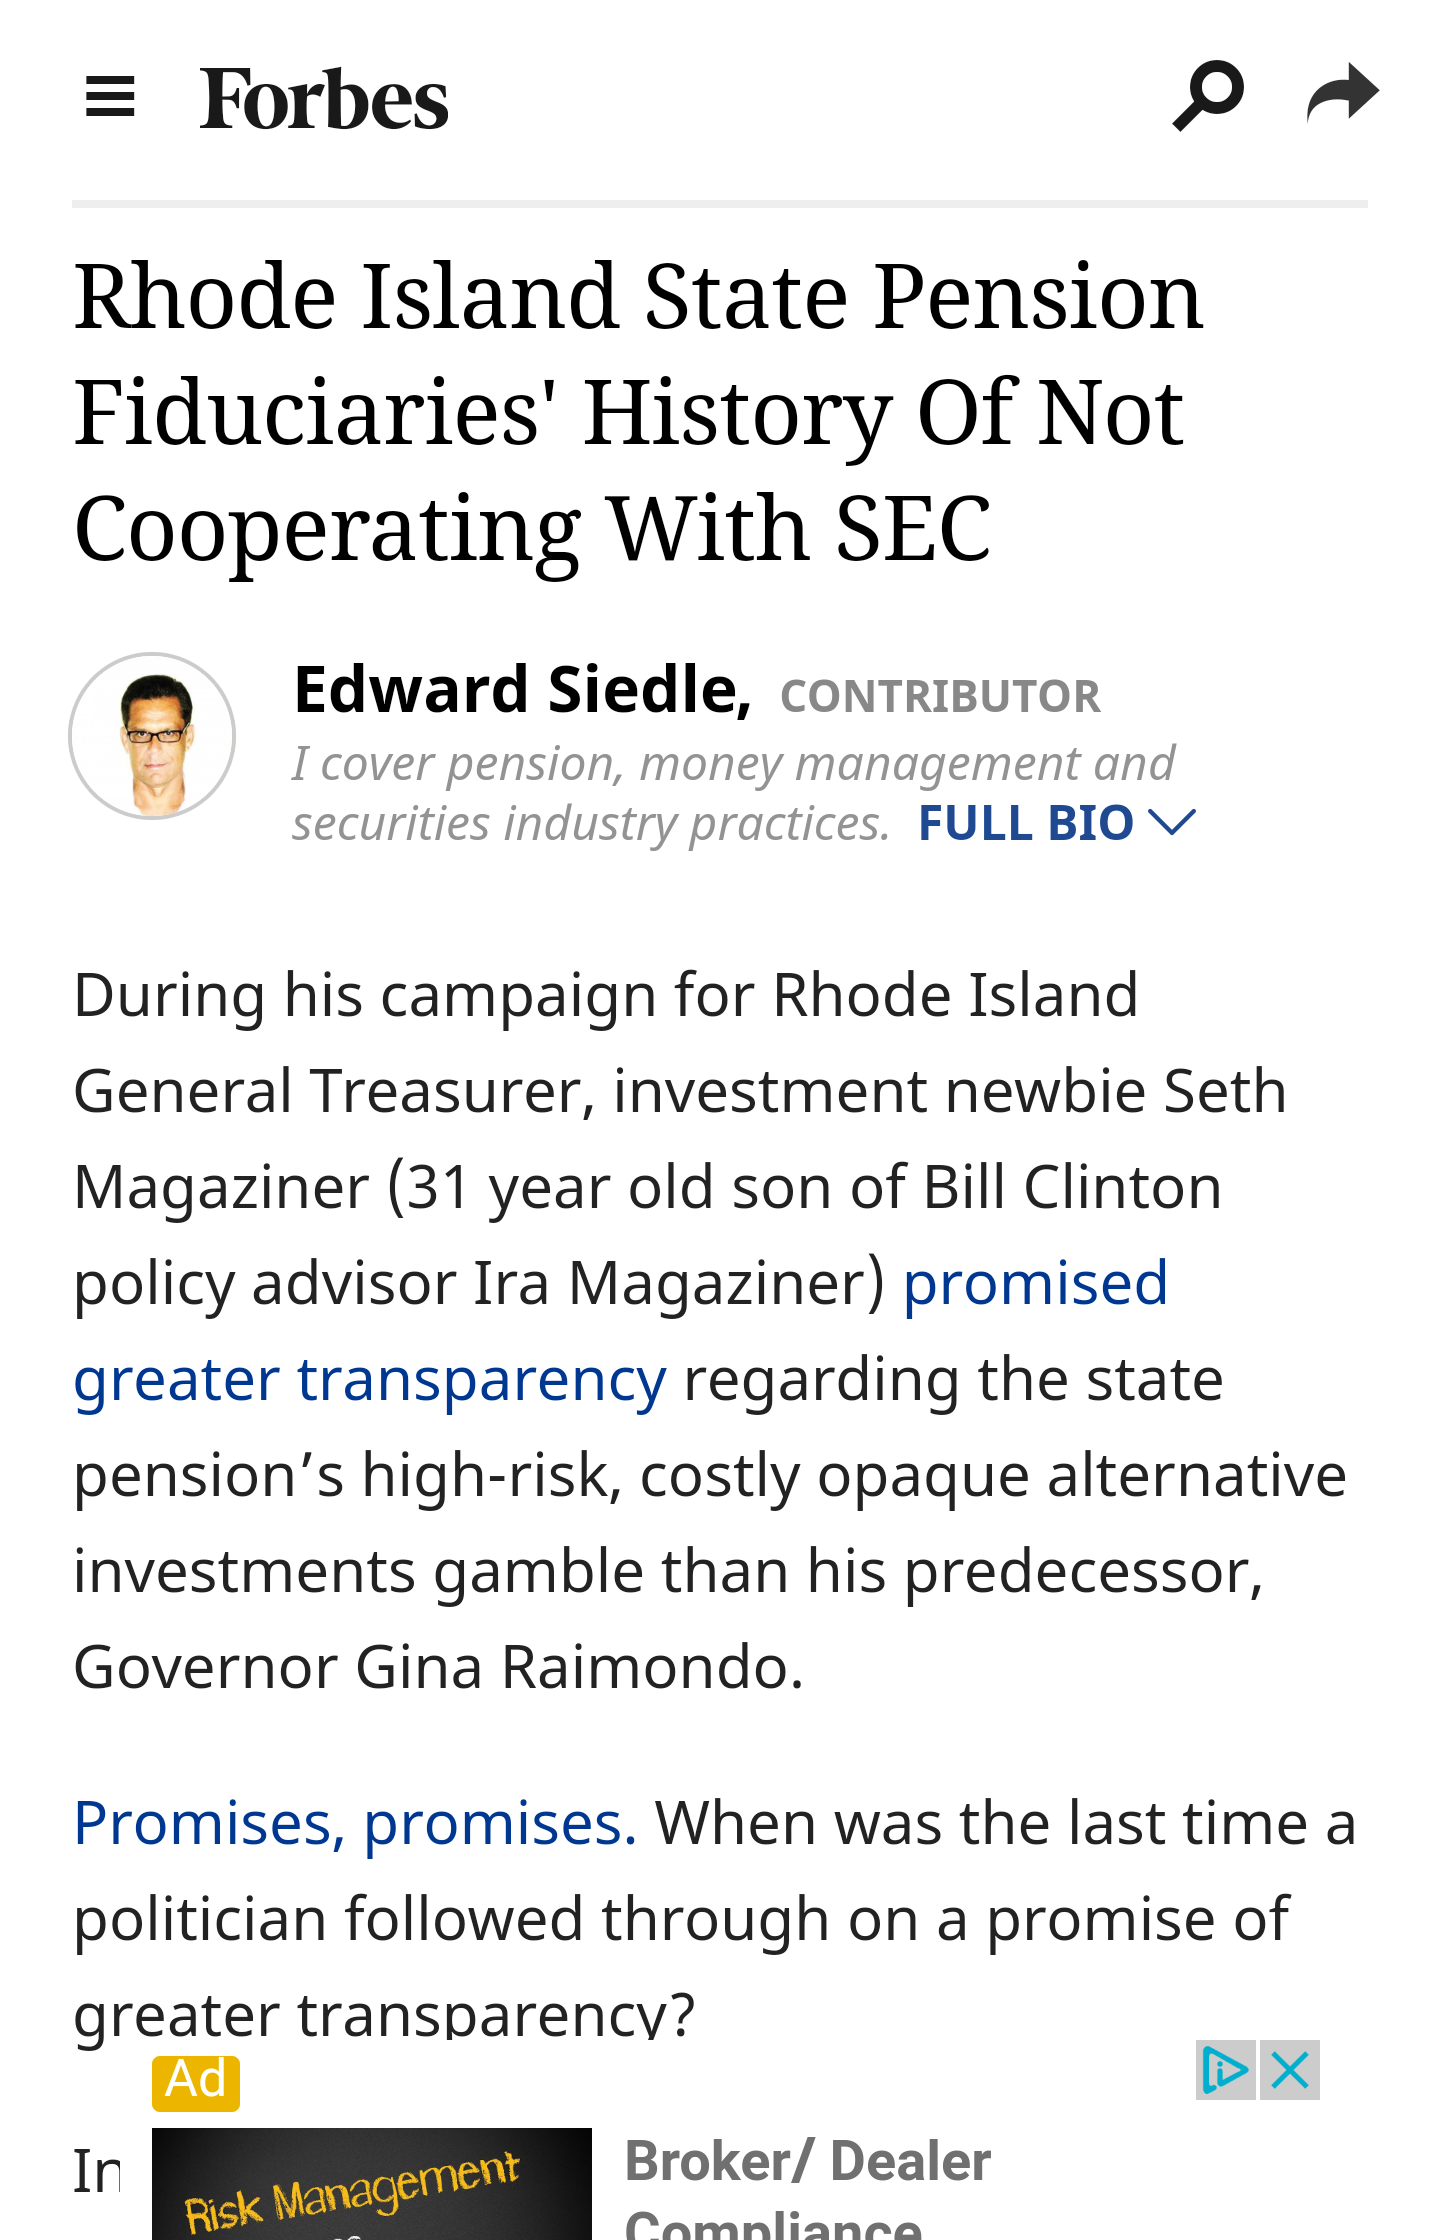 Forbes
Rhode Island State Pension
Fiduciaries' History Of Not
Cooperating With SEC
Edward Siedle, CONTRIBUTOR
I cover pension, money management and
securities industry practices. FULL BIO
During his campaign for Rhode Island
General Treasurer, investment newbie Seth
Magaziner (31 year old son of Bill Clinton
policy advisor Ira Magaziner) promised
greater transparency regarding the state
pension’s high-risk, costly opaque alternative
investments gamble than his predecessor,
Governor Gina Raimondo.
Promises, promises. When was the last time a
politician followed through on a promise of
greater transparency?
Ad
In
Risk Management
Broker/ Dealer
Compliance